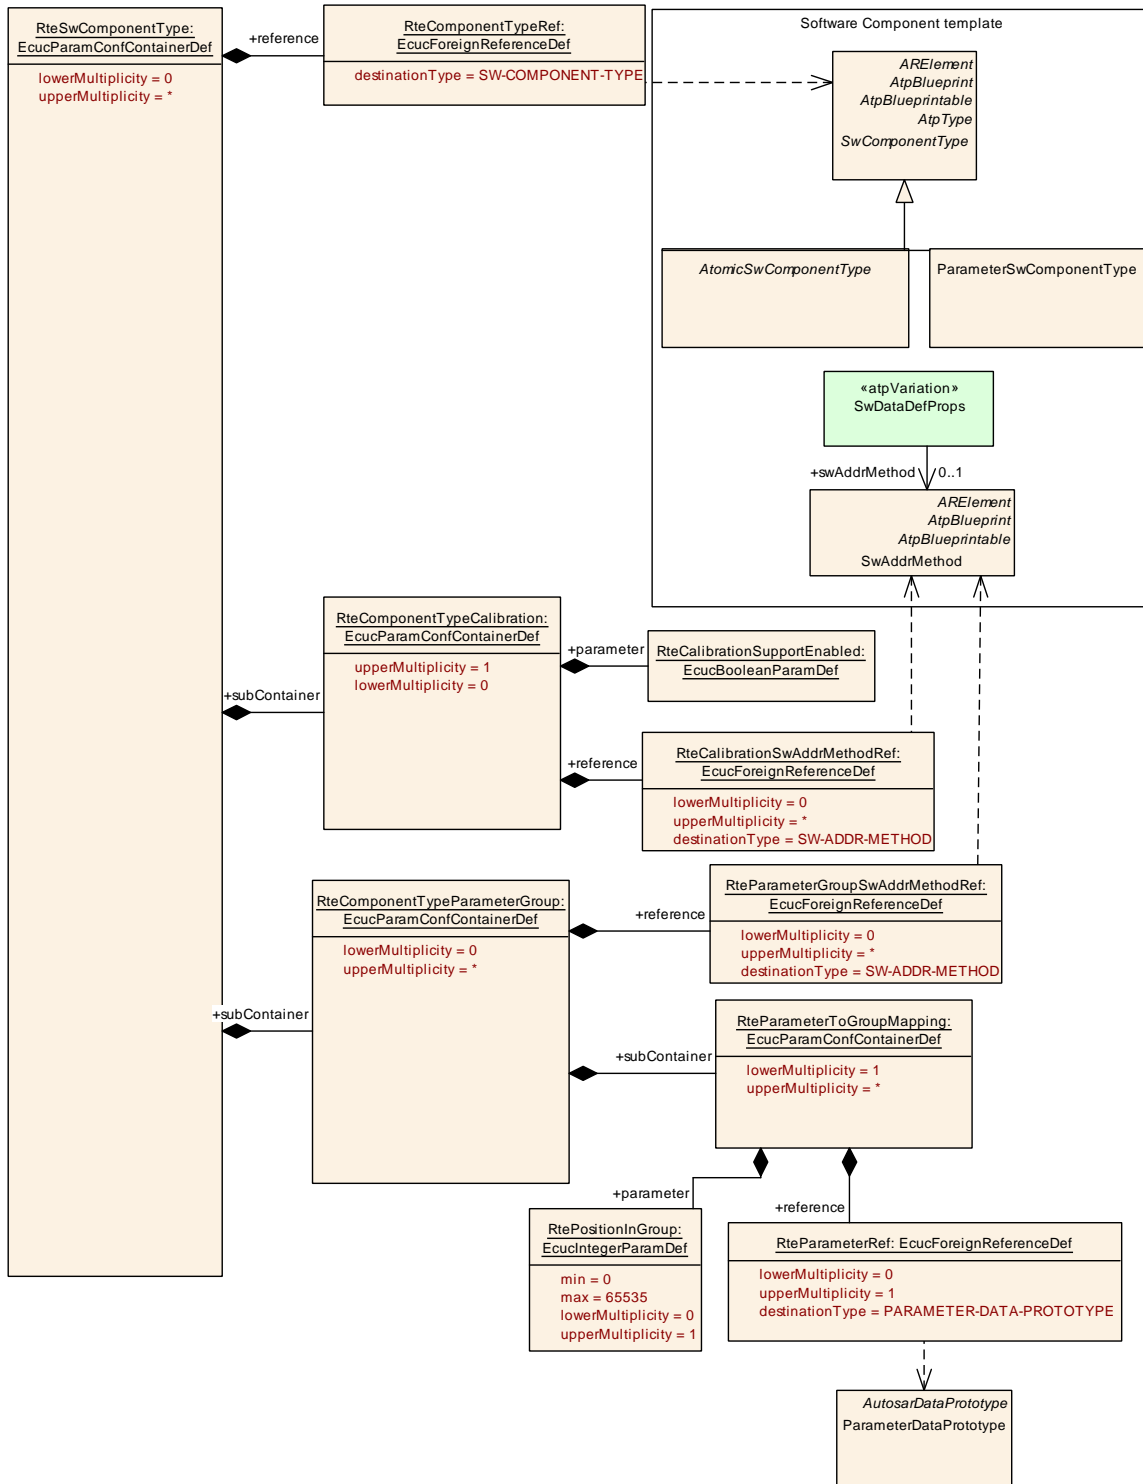 RteSwComponentType:
EcucParamConfContainerDef
lowerMultiplicity = 0
upperMultiplicity = *
+reference
RteComponentTypeRef:
EcucForeignReferenceDef
destinationType = SW-COMPONENT-TYPE
Software Component template
ARElement
AtpBlueprint
AtpBlueprintable
AtpType
SwComponentType
AtomicSwComponentType
ParameterSwComponentType
«atpVariation»
SwDataDefProps
+swAddrMethod
0..1
ARElement
AtpBlueprint
AtpBlueprintable
SwAddrMethod
+subContainer
RteComponentTypeCalibration:
EcucParamConfContainerDef
upperMultiplicity = 1
lowerMultiplicity = 0
+parameter
RteCalibrationSupportEnabled:
EcucBooleanParamDef
+reference
RteCalibrationSwAddrMethodRef:
EcucForeignReferenceDef
lowerMultiplicity = 0
upperMultiplicity = *
destinationType = SW-ADDR-METHOD
+subContainer
RteComponentTypeParameterGroup:
EcucParamConfContainerDef
lowerMultiplicity = 0
upperMultiplicity = *
+reference
RteParameterGroupSwAddrMethodRef:
EcucForeignReferenceDef
lowerMultiplicity = 0
upperMultiplicity = *
destinationType = SW-ADDR-METHOD
+subContainer
RteParameterToGroupMapping:
EcucParamConfContainerDef
lowerMultiplicity = 1
upperMultiplicity = *
+parameter
RtePositionInGroup:
EcucIntegerParamDef
min = 0
max = 65535
lowerMultiplicity = 0
upperMultiplicity = 1
+reference
RteParameterRef: EcucForeignReferenceDef
lowerMultiplicity = 0
upperMultiplicity = 1
destinationType = PARAMETER-DATA-PROTOTYPE
AutosarDataPrototype
ParameterDataPrototype